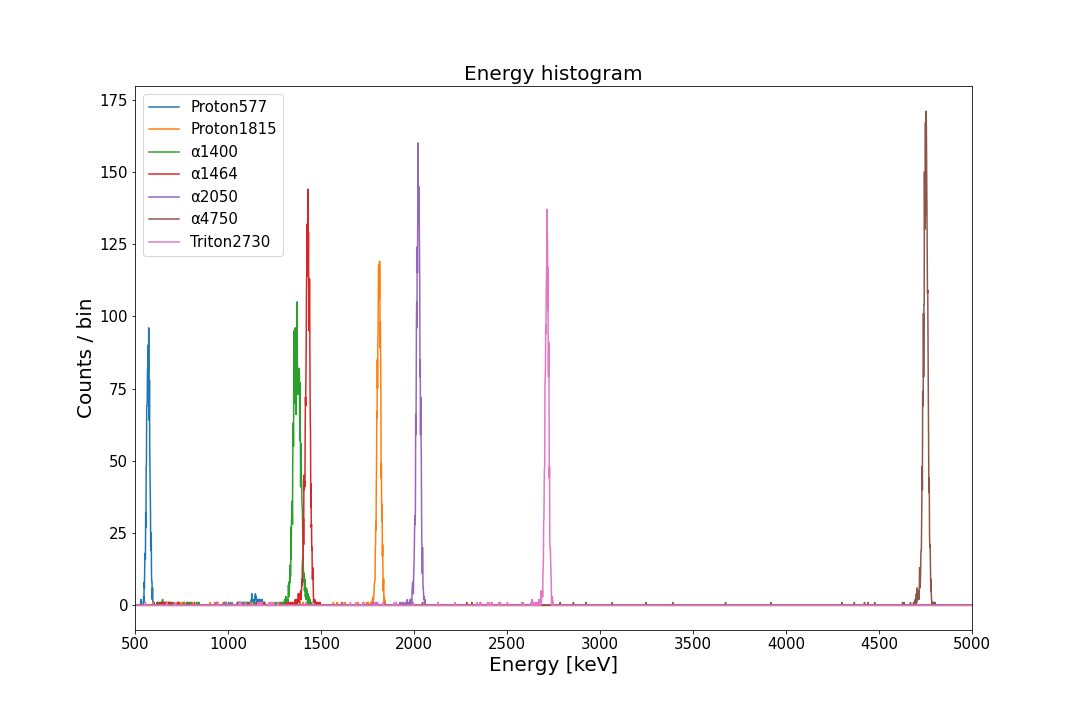 Energy histogram
175
150
125
100
75
50
25
0
Counts / bin
Proton577
Proton1815
α1400
α1464
α2050
α4750
Triton2730
500 1000 1500 2000 2500 3000 3500 4000 4500 5000
Energy [keV]